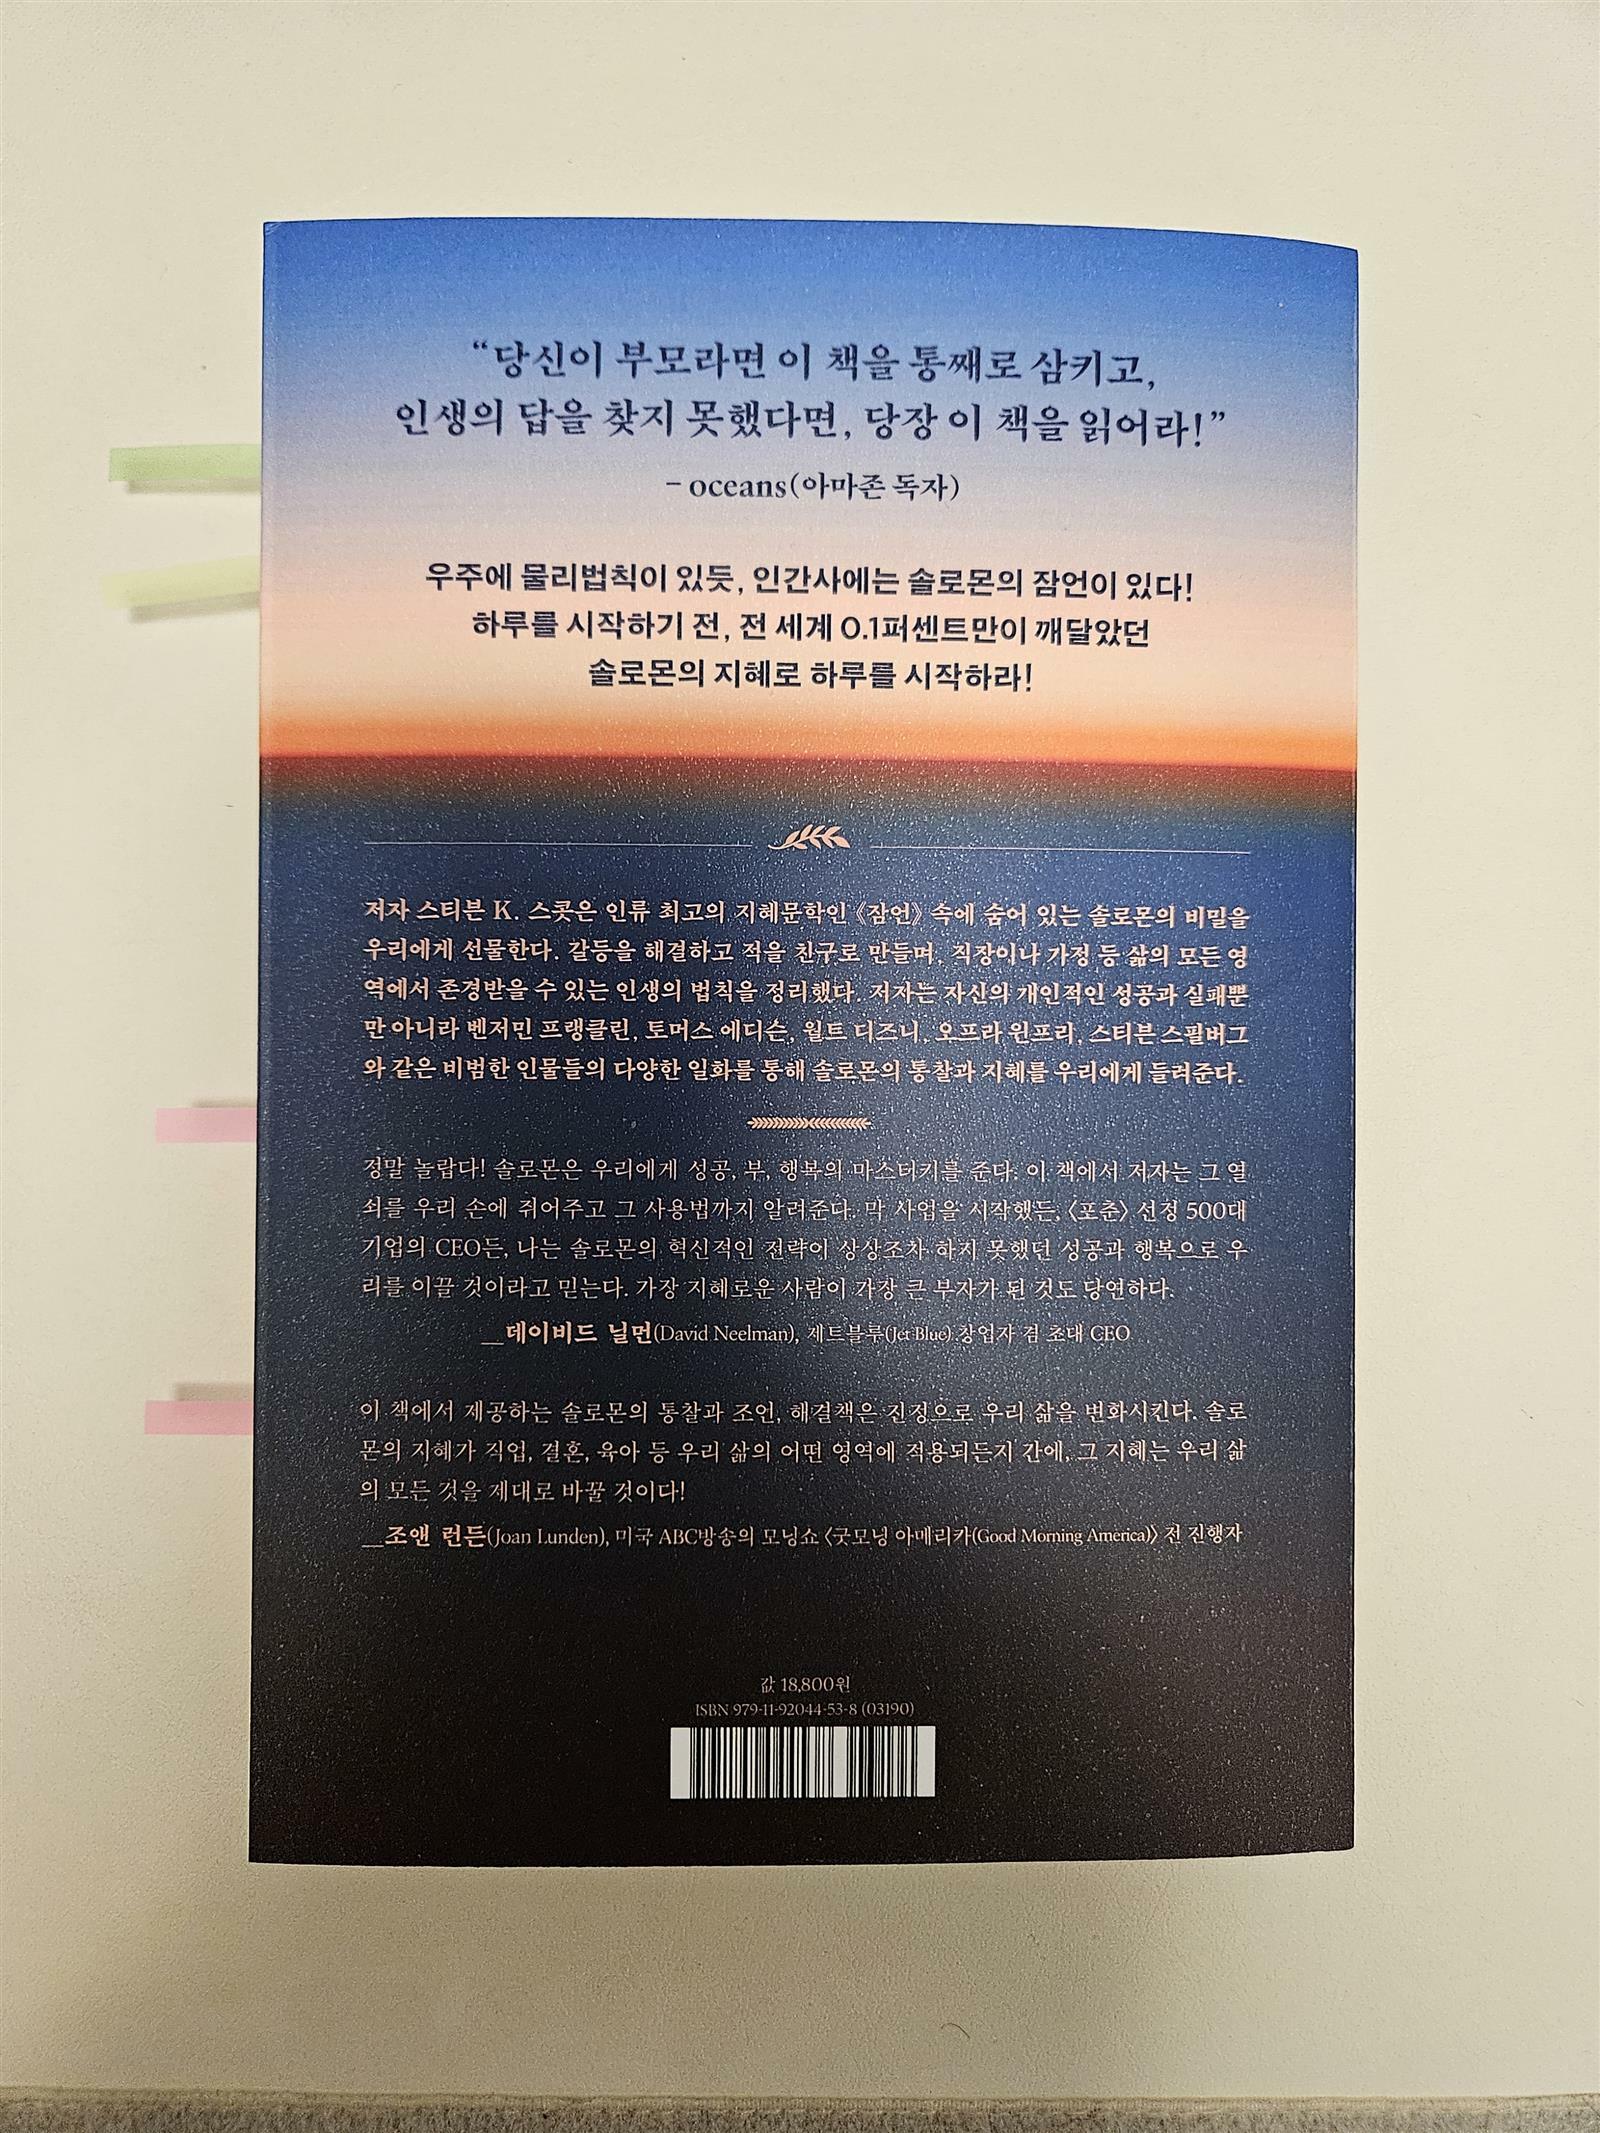 “당신이 부모라면 이 책을 통째로 삼키고,
인생의 답을 찾지 못했다면, 당장 이 책을 읽어라!”
– oceans(아마존 독자)
우주에 물리법칙이 있듯, 인간사에는 솔로몬의 잠언이 있다!
하루를 시작하기 전, 전 세계 0.1퍼센트만이 깨달았던
솔로몬의 지혜로 하루를 시작하라!
저자 스티븐 K. 스콧은 인류 최고의 지혜문학인 《잠언》 속에 숨어 있는 솔로몬의 비밀을
우리에게 선물한다. 갈등을 해결하고 적을 친구로 만들며, 직장이나 가정 등 삶의 모든 영
역에서 존경받을 수 있는 인생의 법칙을 정리했다. 저자는 자신의 개인적인 성공과 실패뿐
만 아니라 벤저민 프랭클린, 토머스 에디슨, 월트 디즈니, 오프라 윈프리, 스티븐 스필버그
와 같은 비범한 인물들의 다양한 일화를 통해 솔로몬의 통찰과 지혜를 우리에게 들려준다.
정말 놀랍다! 솔로몬은 우리에게 성공, 부, 행복의 마스터키를 준다. 이 책에서 저자는 그 열
쇠를 우리 손에 쥐어주고 그 사용법까지 알려준다. 막 사업을 시작했든, 〈포춘〉 선정 500대
기업의 CEO든, 나는 솔로몬의 혁신적인 전략이 상상조차 하지 못했던 성공과 행복으로 우
리를 이끌 것이라고 믿는다. 가장 지혜로운 사람이 가장 큰 부자가 된 것도 당연하다.
__데이비드 닐먼(David Neelman), 제트블루(Jet Blue) 창업자 겸 초대 CEO
이 책에서 제공하는 솔로몬의 통찰과 조언, 해결책은 진정으로 우리 삶을 변화시킨다. 솔로
몬의 지혜가 직업, 결혼, 육아 등 우리 삶의 어떤 영역에 적용되든지 간에, 그 지혜는 우리 삶
의 모든 것을 제대로 바꿀 것이다!
__조앤 런든(Joan Lunden), 미국 ABC방송의 모닝쇼 〈굿모닝 아메리카(Good Morning America)〉 전 진행자
값 18,800원
ISBN 979-11-92044-53-8 (03190)